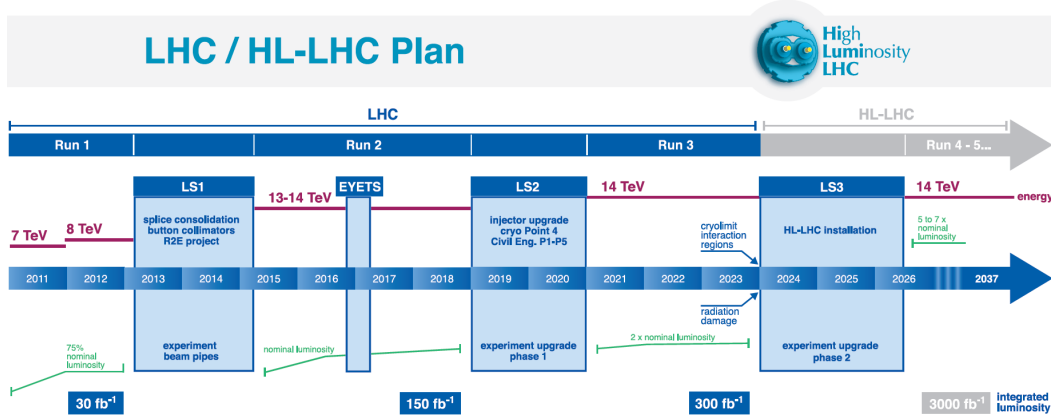 LHC / HL-LHC Plan
High
Luminosity
LHC
LHC
HL-LHC
Run 1
Run 2
Run 3
Run 4 - 5...
LS1
EYETS
LS2
LS3
7 TeV
8 TeV
13-14 TeV
14 TeV
14 TeV
energy
splice consolidation
button collimators
R2E project
injector upgrade
cryo Point 4
Civil Eng. P1-P5
cryolimit
interaction
regions
HL-LHC installation
5 to 7 x
nominal
luminosity
2011
2012
2013
2014
2015
2016
2017
2018
2019
2020
2021
2022
2023
2024
2025
2026
2037
radiation
damage
75%
nominal
luminosity
experiment
beam pipes
nominal luminosity
experiment upgrade
phase 1
2 x nominal luminosity
experiment upgrade
phase 2
30 fb-1
150 fb-1
300 fb-1
3000 fb-1
integrated
luminosity